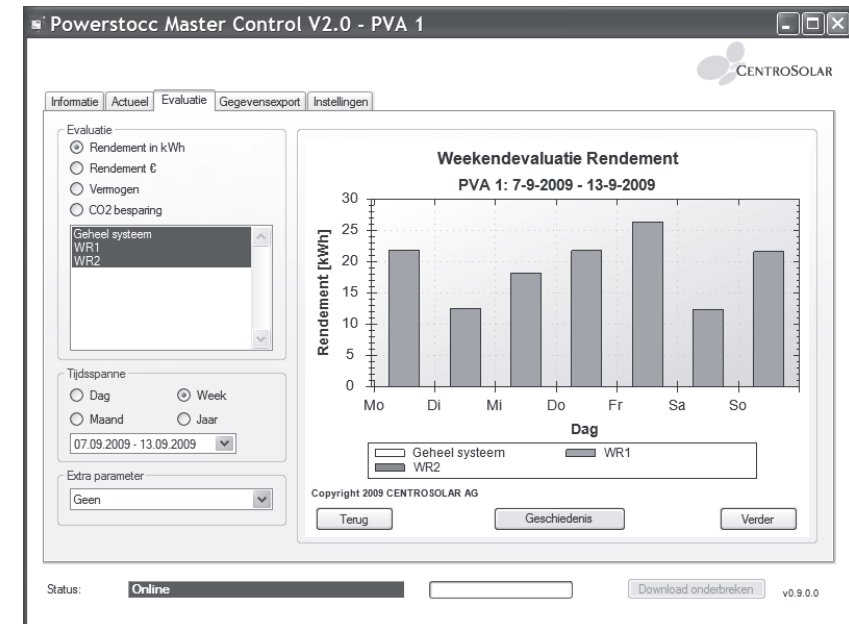 Powerstocc Master Control V2.0 - PVA 1
CENTROSOLAR
Informatie Actueel Evaluatie Gegevensexport Instellingen
Evaluatie
Rendement in kWh
Rendement €
Vermogen
CO2 besparing
Geheel systeem
WR1
WR2
Tijdsspanne
Dag Week
Maand Jaar
07.09.2009 - 13.09.2009
Extra parameter
Geen
Weekendevaluatie Rendement
PVA 1: 7-9-2009 - 13-9-2009
Rendement [kWh]
30
25
20
15
10
5
0
Mo Di Mi Do Fr Sa So
Dag
Geheel systeem WR1
WR2
Copyright 2009 CENTROSOLAR AG
Terug Geschiedenis Verder
Status: Online Download onderbreken v0.9.0.0